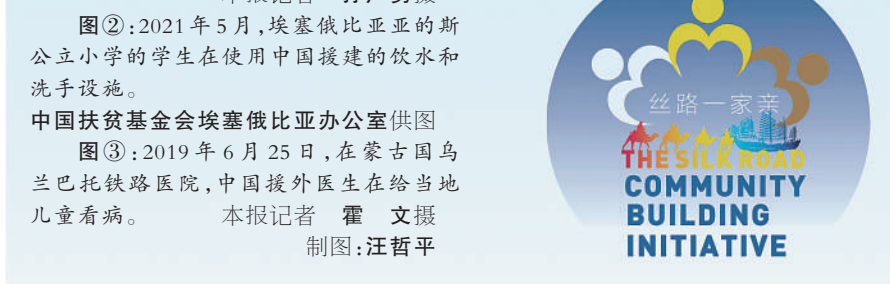 图②:2021年5月,埃塞俄比亚亚的斯
公立小学的学生在使用中国援建的饮水和
洗手设施。
中国扶贫基金会埃塞俄比亚办公室供图
图③:2019年6月25日,在蒙古国乌
兰巴托铁路医院,中国援外医生在给当地
儿童看病。 本报记者 霍 文摄
制图:汪哲平
丝路一家亲
THE SILK ROAD
COMMUNITY
BUILDING
INITIATIVE